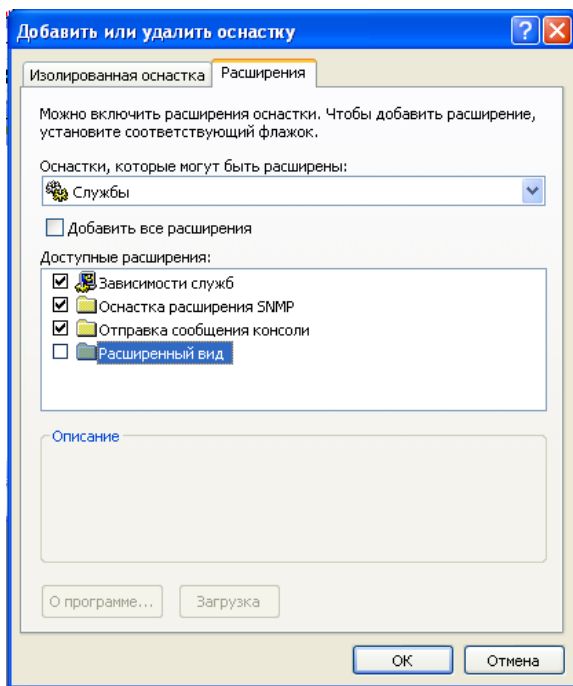 Добавить или удалить оснастку
Изолированная оснастка
Расширения
Можно включить расширения оснастки. Чтобы добавить расширение,
установите соответствующий флажок.
Оснастки, которые могут быть расширены:
Службы
Добавить все расширения
Доступные расширения:
Зависимости служб
Оснастка расширения SNMP
Отправка сообщения консоли
Расширенный вид
Описание
О программе...
Загрузка
ОК
Отмена